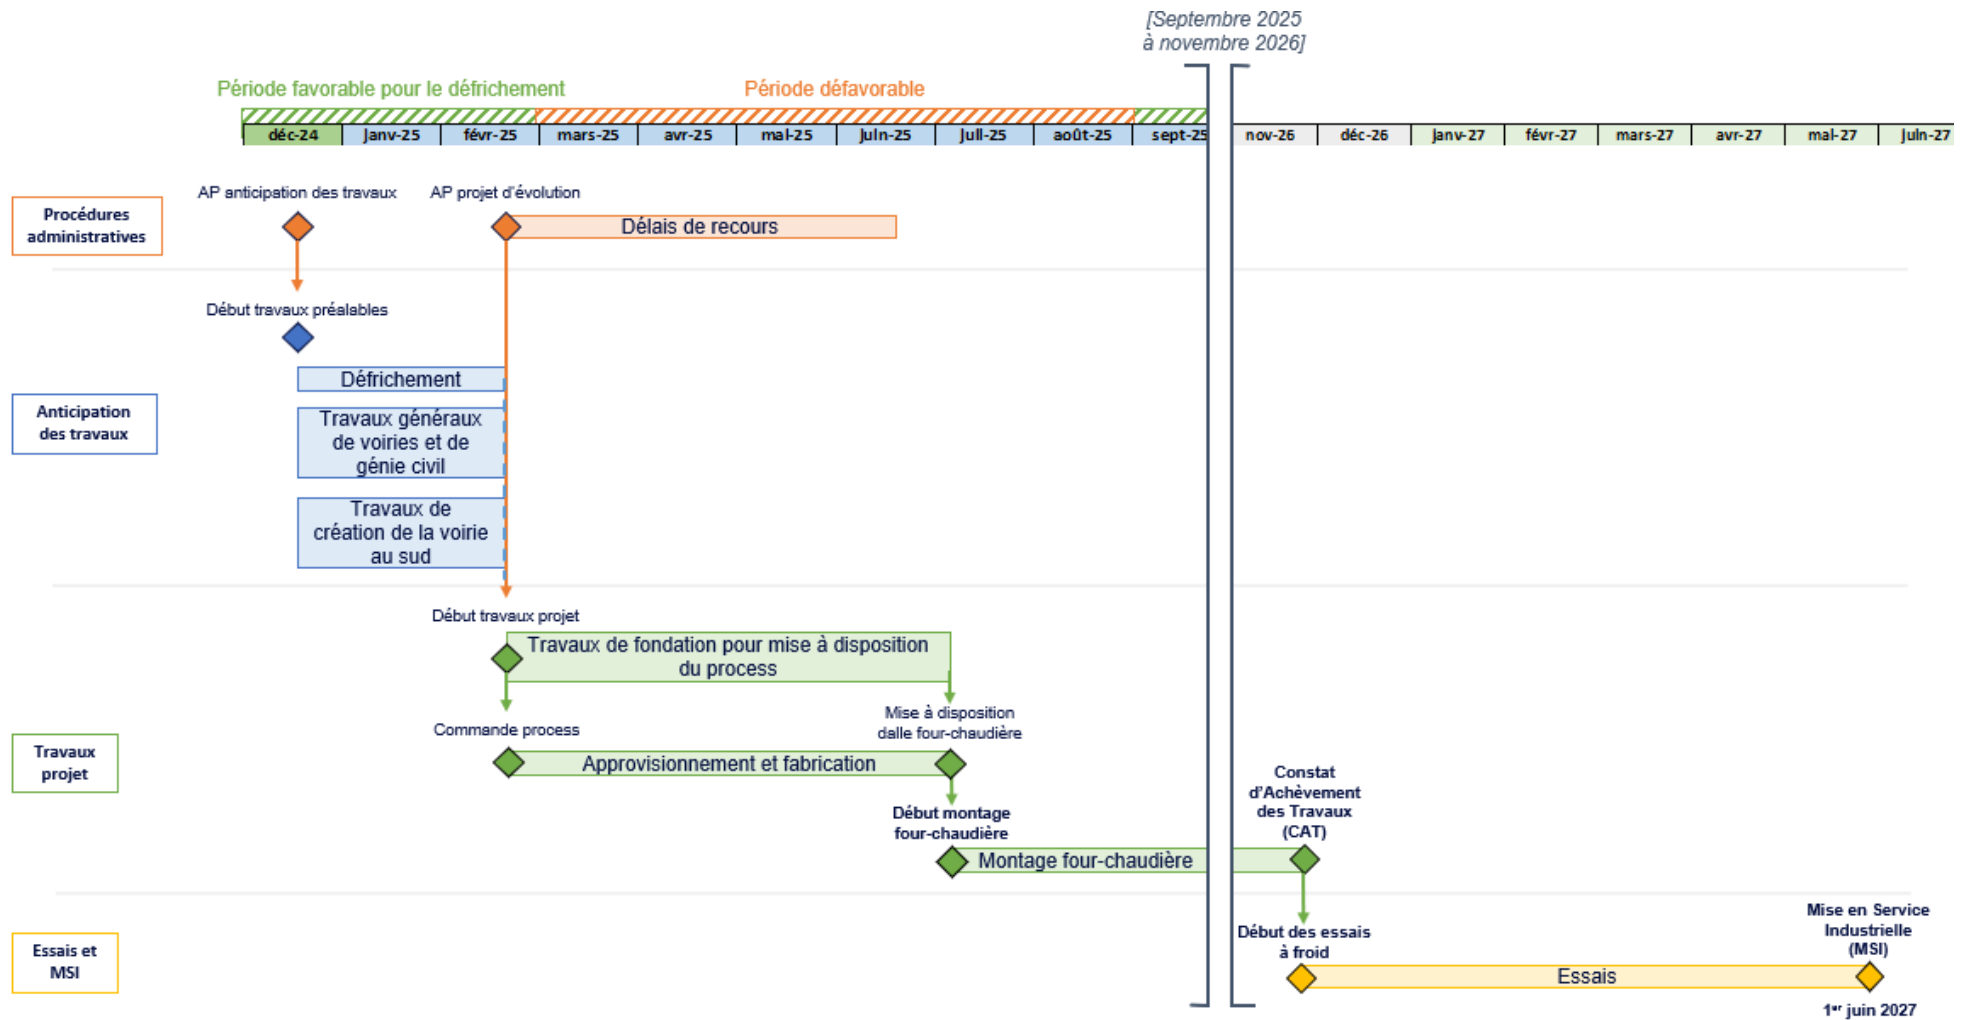 [Septembre 2025
à novembre 2026]
Période favorable pour le défrichement
Période défavorable
déc-24 janv-25 févr-25 mars-25 avr-25 mai-25 juin-25 juil-25 août-25 sept-25 nov-26 déc-26 janv-27 févr-27 mars-27 avr-27 mai-27 juin-27
Procédures
administratives
AP anticipation des travaux
AP projet d'évolution
Délais de recours
Anticipation
des travaux
Début travaux préalables
Défrichement
Travaux généraux
de voiries et de
génie civil
Travaux de
création de la voirie
au sud
Travaux
projet
Début travaux projet
Travaux de fondation pour mise à disposition
du process
Commande process
Mise à disposition
dalle four-chaudière
Approvisionnement et fabrication
Début montage
four-chaudière
Montage four-chaudière
Constat
d'Achèvement
des Travaux
(CAT)
Essais et
MSI
Début des essais
à froid
Essais
Mise en Service
Industrielle
(MSI)
1er juin 2027